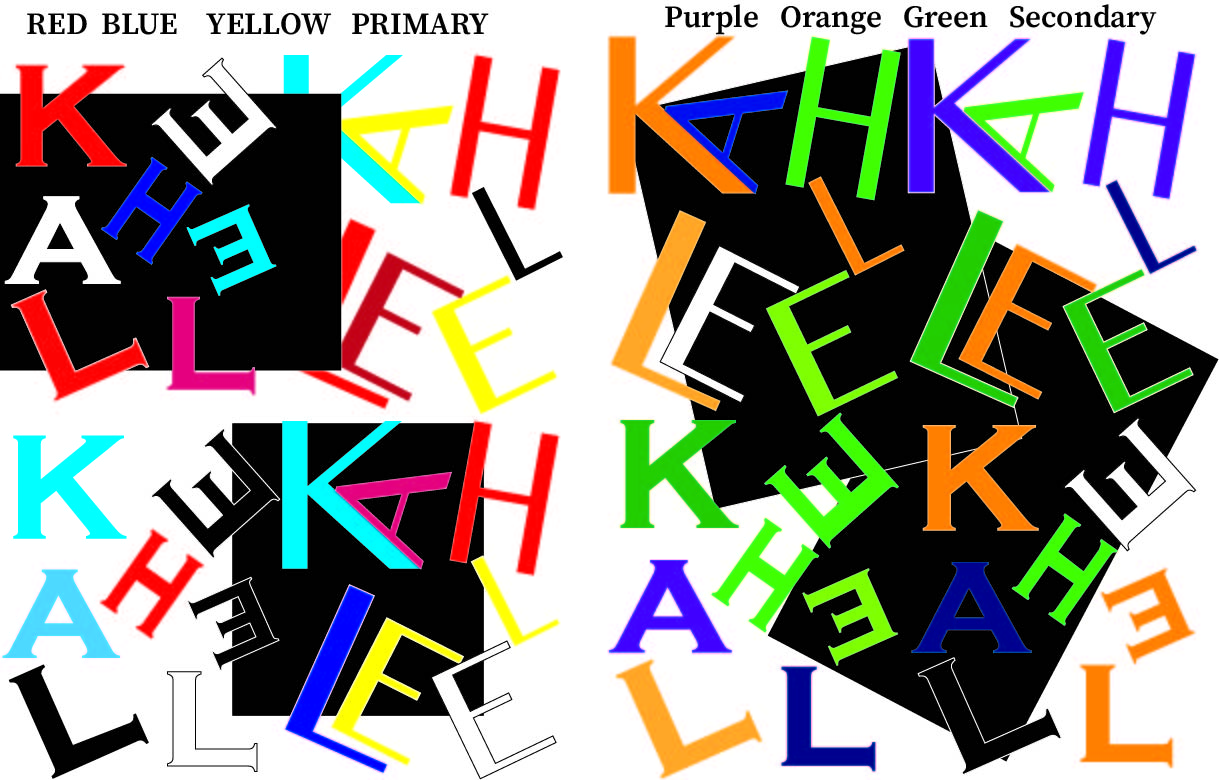 RED BLUE YELLOW PRIMARY
Purple Orange Green Secondary
K E K A H
A H E L
L L L E E
K E K A H
A H E L
L L L E E
K A H K A H
L L
L E E L E E
K E K E
A H E A H E
L L L L